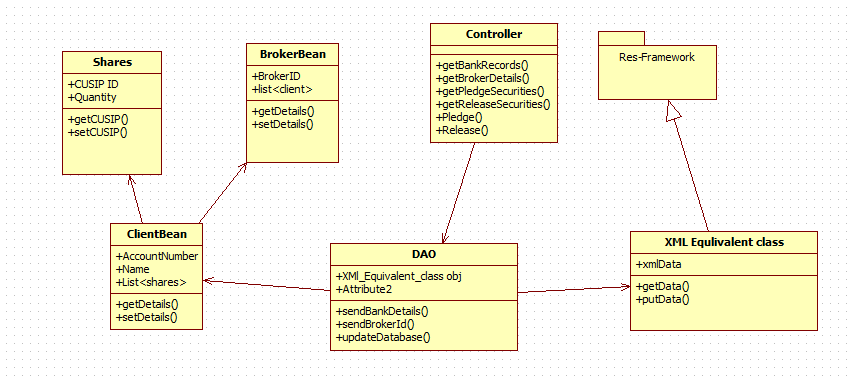 Shares
+CUSIP ID
+Quantity
+getCUSIP()
+setCUSIP()
BrokerBean
+BrokerID
+list<client>
+getDetails()
+setDetails()
Controller
+getBankRecords()
+getBrokerDetails()
+getPledgeSecurities()
+getReleaseSecurities()
+Pledge()
+Release()
Res-Framework
ClientBean
+AccountNumber
+Name
+List<shares>
+getDetails()
+setDetails()
DAO
+XMl_Equivalent_class obj
+Attribute2
+sendBankDetails()
+sendBrokerId()
+updateDatabase()
XML Equlivalent class
+xmlData
+getData()
+putData()